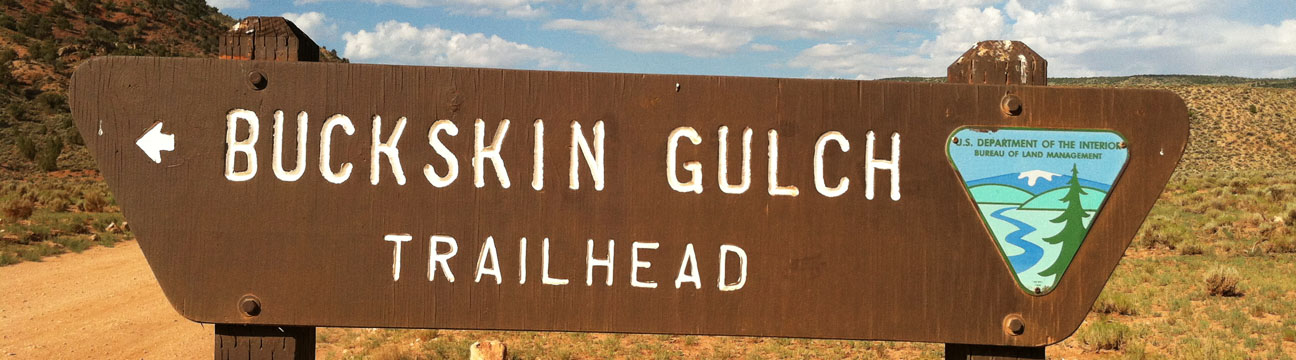 BUCKSKIN GULCH
TRAILHEAD
U.S. DEPARTMENT OF THE INTERIOR
BUREAU OF LAND MANAGEMENT